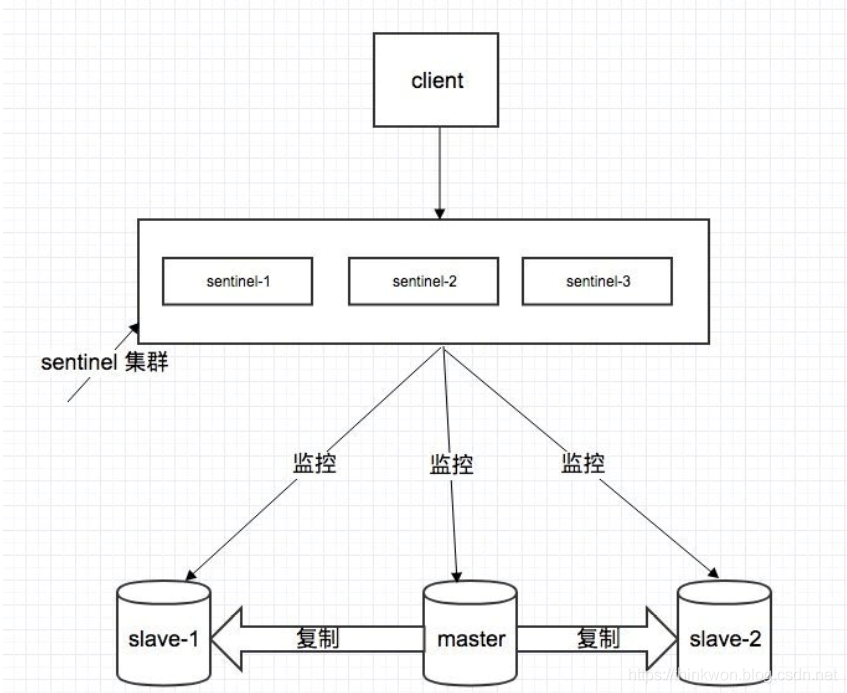 client
sentinel-1
sentinel-2
sentinel-3
sentinel 集群
监控
监控
监控
slave-1
复制
master
复制
slave-2
https://thinkwon.blog.csdn.net